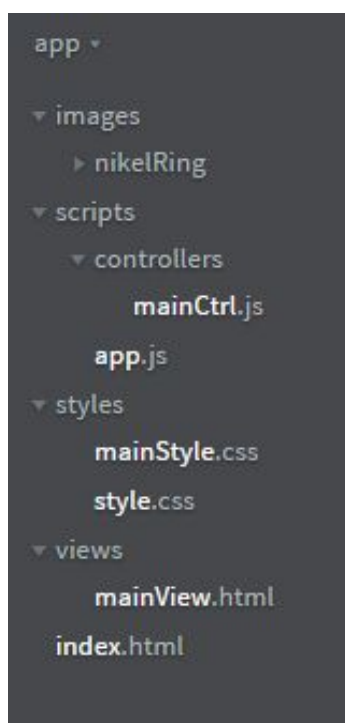 app
images
nikelRing
scripts
controllers
mainCtrl.js
app.js
styles
mainStyle.css
style.css
views
mainView.html
index.html